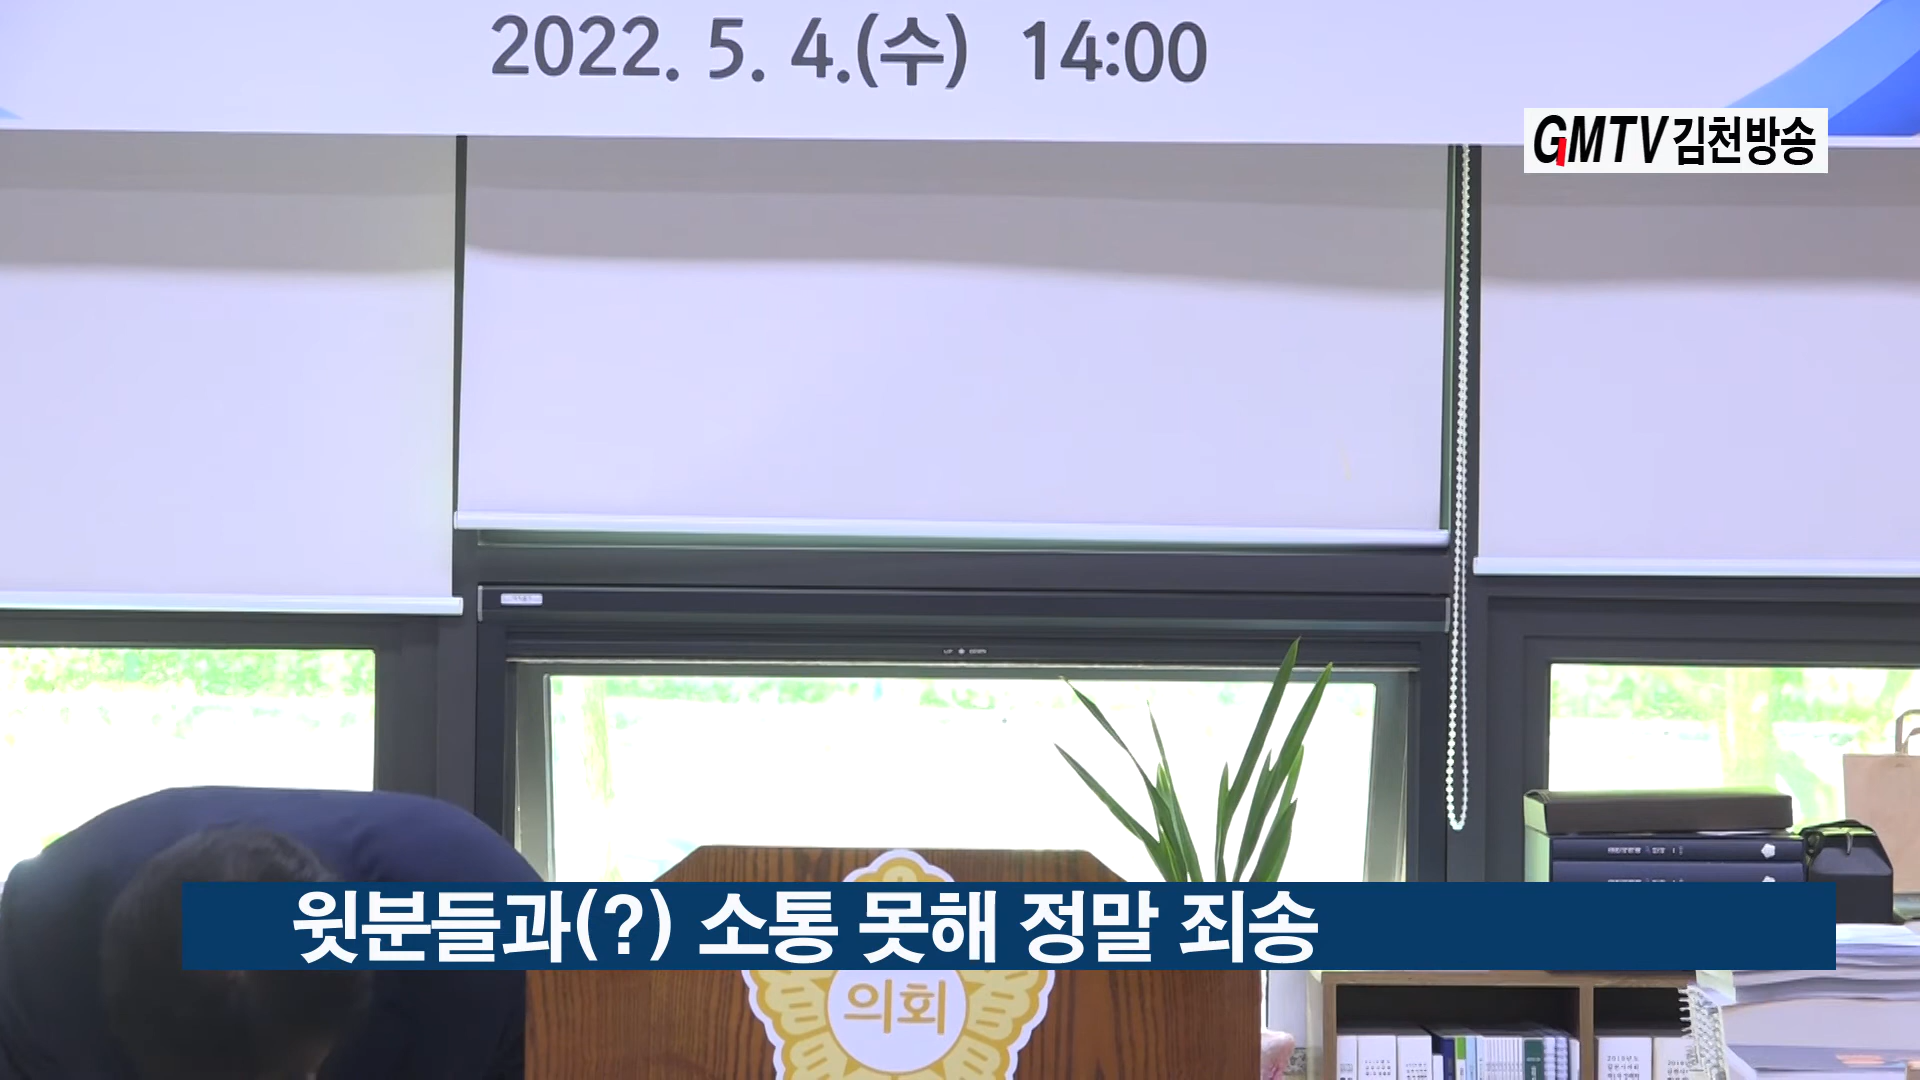 2022. 5. 4.(수) 14:00
GMTV김천방송
윗분들과(?) 소통 못해 정말 죄송
의회